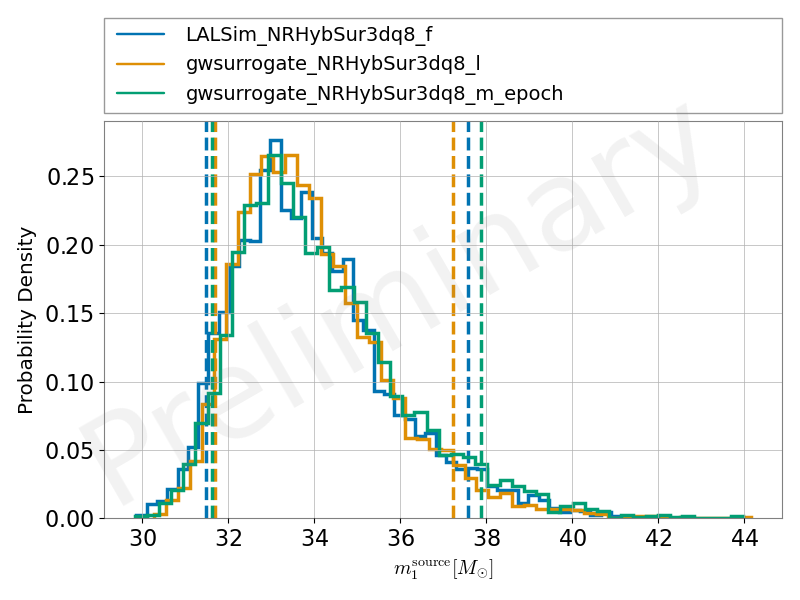 LALSim_NRHybSur3dq8_f
gwsurrogate_NRHybSur3dq8_l
gwsurrogate_NRHybSur3dq8_m_epoch
Preliminary
Probability Density
0.25
0.20
0.15
0.10
0.05
0.00
30 32 34 36 38 40 42 44
$m_1^{\mathrm{source}}[M_\odot]$